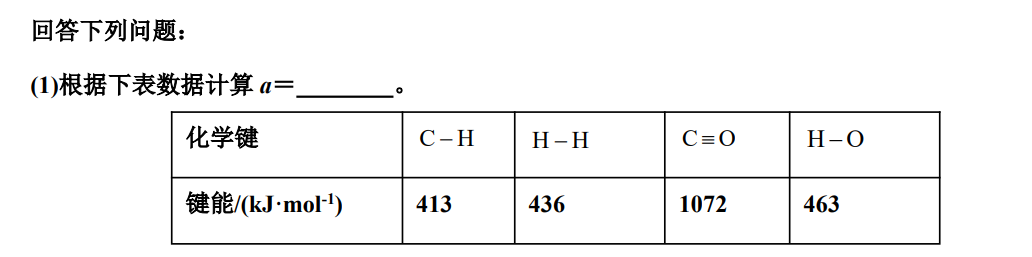 回答下列问题：
(1)根据下表数据计算 a＝________。
化学键 C－H H－H C≡O H－O
键能/(kJ·mol⁻¹) 413 436 1072 463